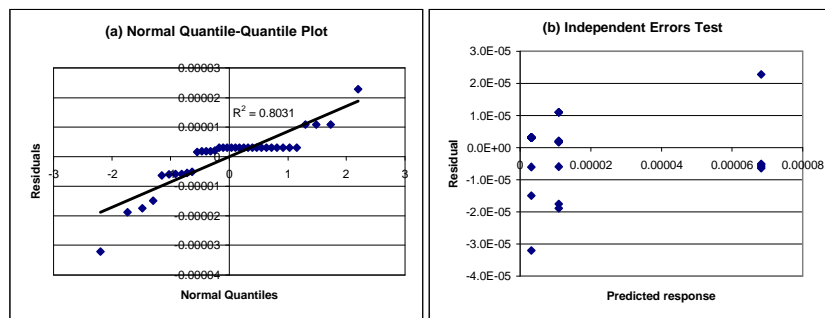 (a) Normal Quantile-Quantile Plot
0.00003
0.00002
R² = 0.8031
0.00001
0
-3 -2 -1 0 1 2 3
-0.00001
-0.00002
-0.00003
-0.00004
Residuals
Normal Quantiles
(b) Independent Errors Test
3.0E-05
2.0E-05
1.0E-05
0.0E+00
0 0.00002 0.00004 0.00006 0.00008
-1.0E-05
-2.0E-05
-3.0E-05
-4.0E-05
Residual
Predicted response